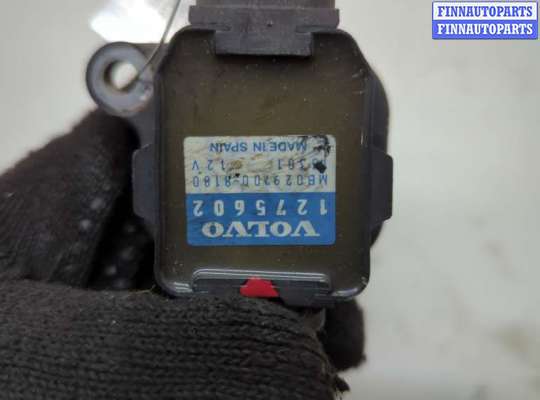 FINNAUTOPARTS
FINNAUTOPARTS
VOLVO
1275602
MB029700-8180
12V
MADE IN SPAIN